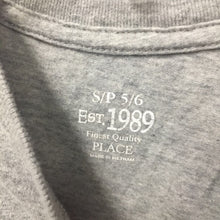 S/P 5/6
EST. 1989
Finest Quality
PLACE
MADE IN VIETNAM